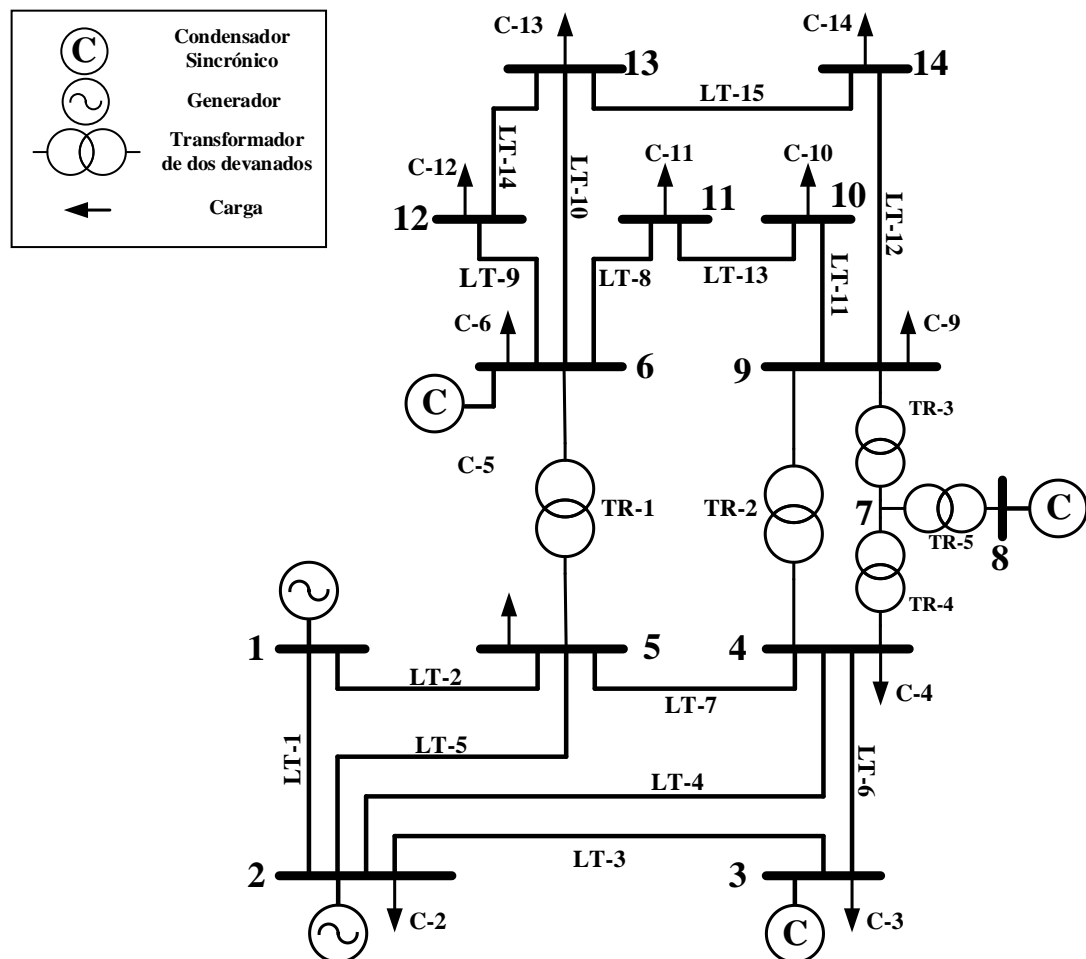 C
Condensador
Sincrónico
Generador
Transformador
de dos devanados
Carga
C-13
13
C-14
14
LT-15
LT-14
LT-10
LT-12
C-12
12
C-11
11
C-10
10
LT-9
LT-8
LT-13
LT-11
C-6
6
C-9
9
C
C-5
TR-3
TR-1
TR-2
7
TR-5
8
C
TR-4
1
5
4
LT-2
LT-7
C-4
LT-1
LT-5
LT-4
LT-6
LT-3
2
3
C-2
C
C-3